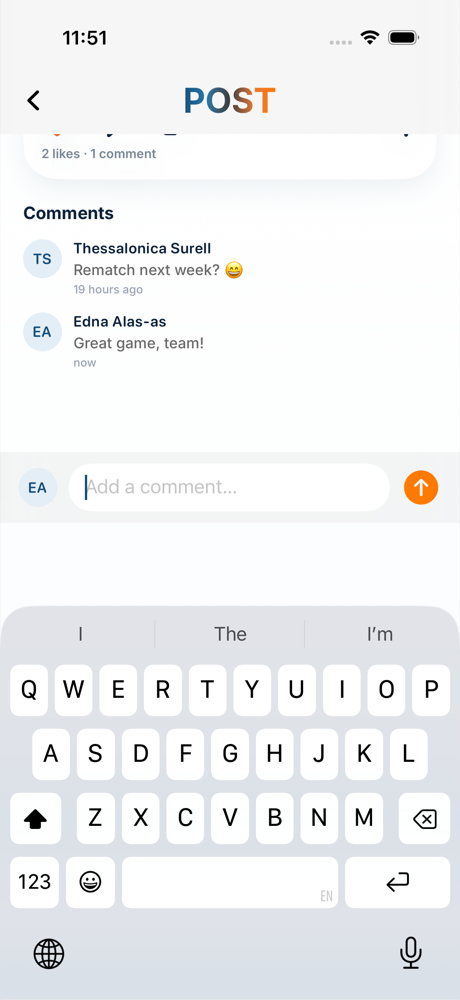 11:51
POST
2 likes · 1 comment
Comments
TS
Thessalonica Surell
Rematch next week? 😄
19 hours ago
EA
Edna Alas-as
Great game, team!
now
EA
Add a comment...
I The I'm
Q W E R T Y U I O P
A S D F G H J K L
Z X C V B N M
123
EN